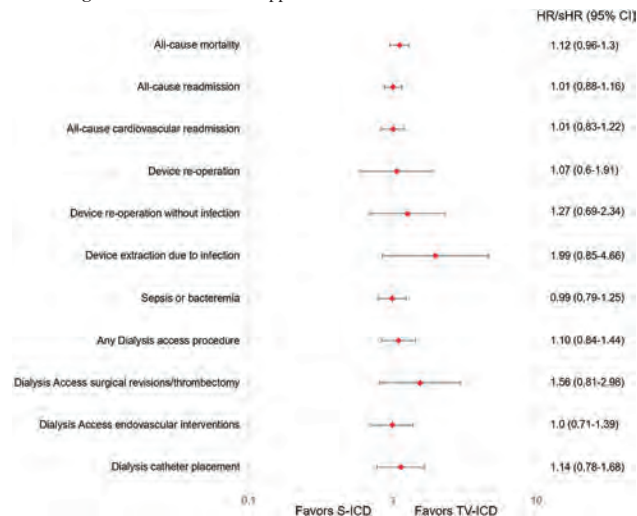 HR/sHR (95% CI)
All-cause mortality 1.12 (0.96-1.3)
All-cause readmission 1.01 (0.88-1.16)
All-cause cardiovascular readmission 1.01 (0.83-1.22)
Device re-operation 1.07 (0.6-1.91)
Device re-operation without infection 1.27 (0.69-2.34)
Device extraction due to infection 1.99 (0.85-4.66)
Sepsis or bacteremia 0.99 (0.79-1.25)
Any Dialysis access procedure 1.10 (0.84-1.44)
Dialysis Access surgical revisions/thrombectomy 1.56 (0.81-2.98)
Dialysis Access endovascular interventions 1.0 (0.71-1.39)
Dialysis catheter placement 1.14 (0.78-1.68)
0.1 1 10
Favors S-ICD Favors TV-ICD